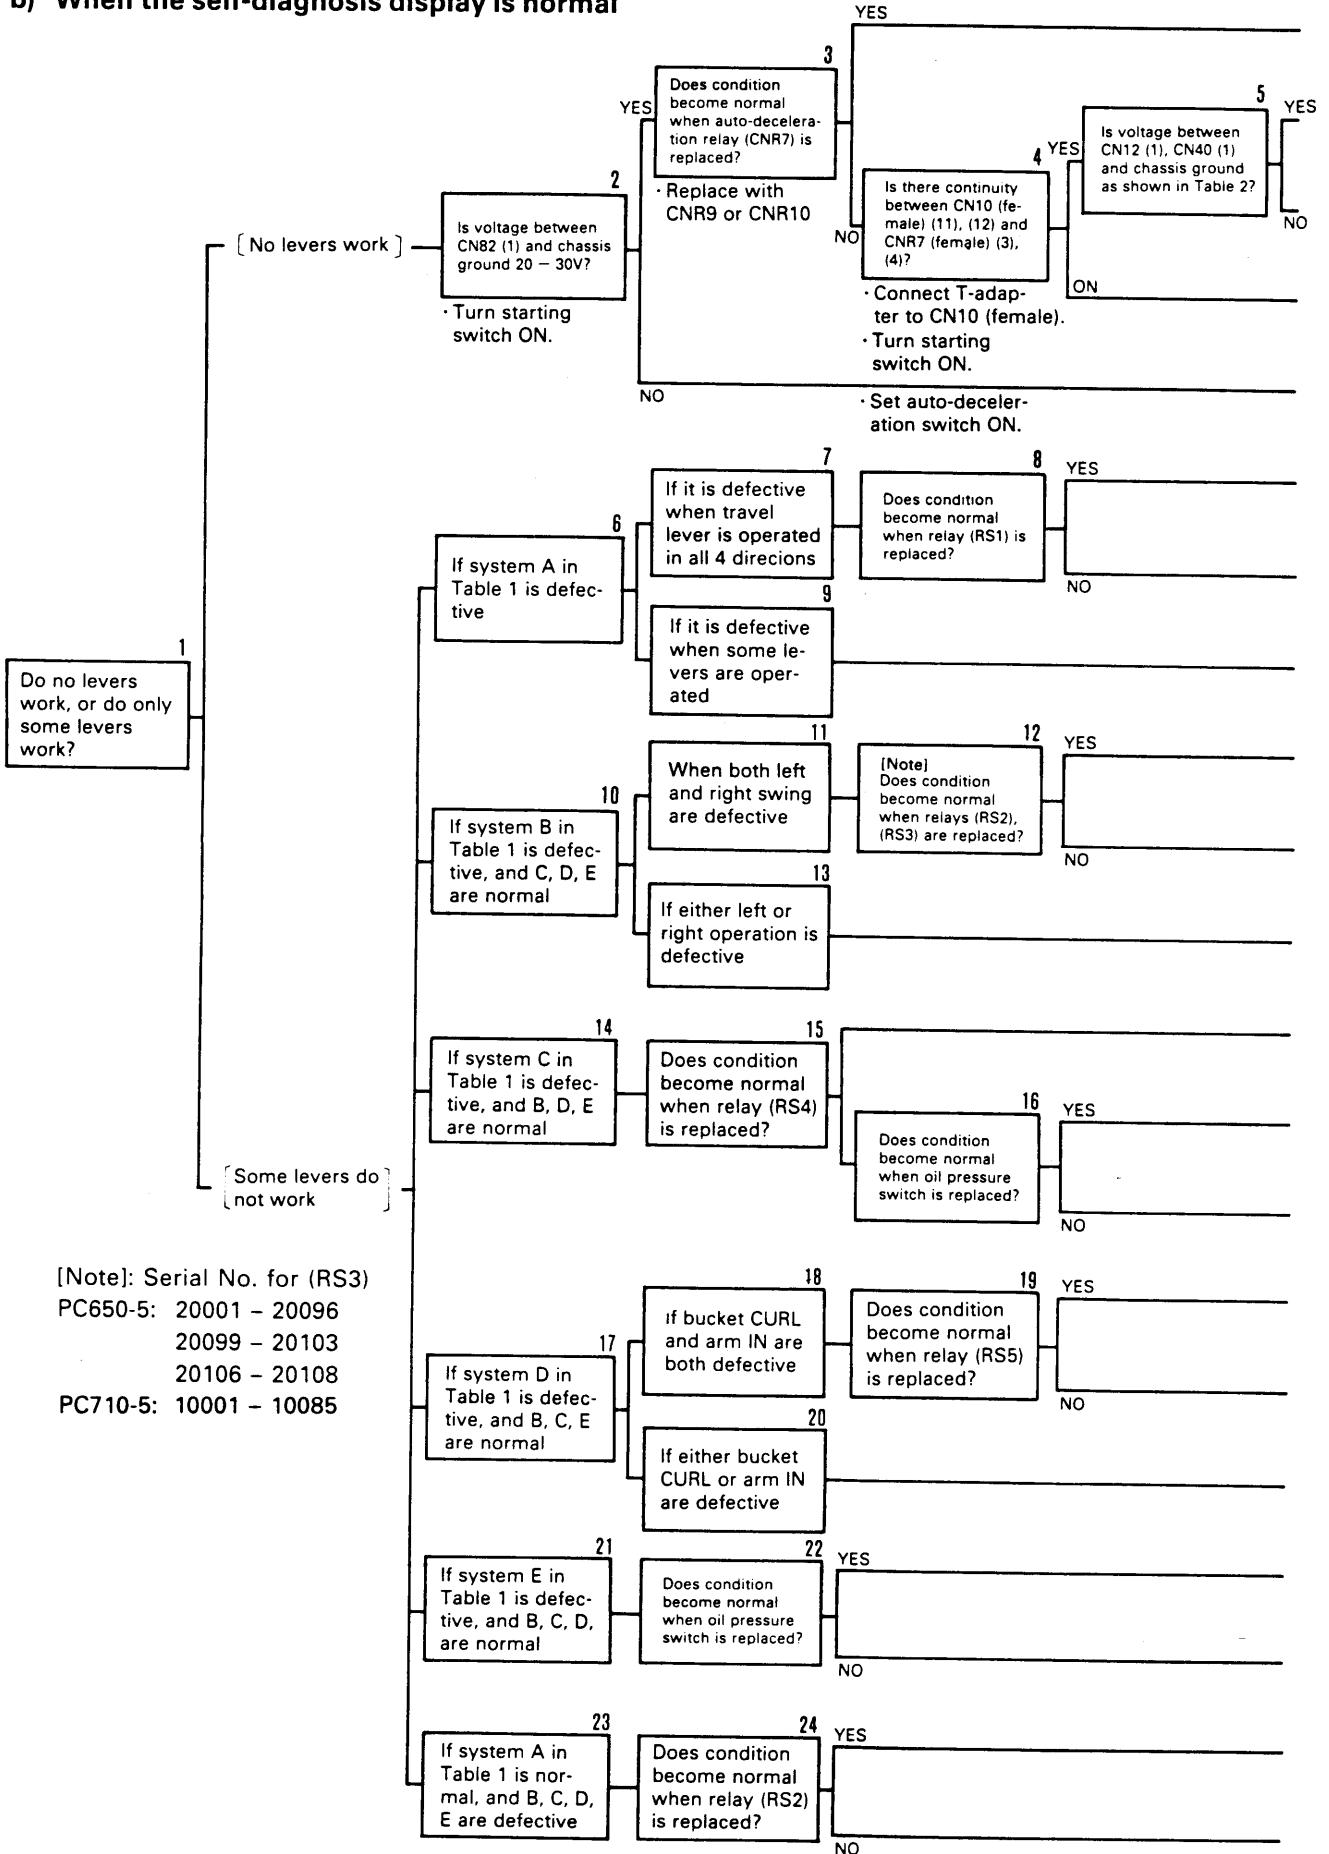 b) When the self-diagnosis display is normal
YES
3
Does condition
become normal
when auto-decelera-
tion relay (CNR7) is
replaced?
YES
· Replace with
CNR9 or CNR10
5
YES
Is voltage between
CN12 (1), CN40 (1)
and chassis ground
as shown in Table 2?
NO
4
YES
Is there continuity
between CN10 (fe-
male) (11), (12) and
CNR7 (female) (3),
(4)?
NO
ON
· Connect T-adap-
ter to CN10 (female).
· Turn starting
switch ON.
· Set auto-deceler-
ation switch ON.
2
Is voltage between
CN82 (1) and chassis
ground 20 – 30V?
· Turn starting
switch ON.
NO
[No levers work]
1
Do no levers
work, or do only
some levers
work?
6
If system A in
Table 1 is defec-
tive
7
If it is defective
when travel
lever is operated
in all 4 direcions
8
Does condition
become normal
when relay (RS1) is
replaced?
YES
NO
9
If it is defective
when some le-
vers are oper-
ated
10
If system B in
Table 1 is defec-
tive, and C, D, E
are normal
11
When both left
and right swing
are defective
12
[Note]
Does condition
become normal
when relays (RS2),
(RS3) are replaced?
YES
NO
13
If either left or
right operation is
defective
14
If system C in
Table 1 is defec-
tive, and B, D, E
are normal
15
Does condition
become normal
when relay (RS4)
is replaced?
16
Does condition
become normal
when oil pressure
switch is replaced?
YES
NO
[Some levers do
not work]
[Note]: Serial No. for (RS3)
PC650-5: 20001 – 20096
20099 – 20103
20106 – 20108
PC710-5: 10001 – 10085
17
If system D in
Table 1 is defec-
tive, and B, C, E
are normal
18
If bucket CURL
and arm IN are
both defective
19
Does condition
become normal
when relay (RS5)
is replaced?
YES
NO
20
If either bucket
CURL or arm IN
are defective
21
If system E in
Table 1 is defec-
tive, and B, C, D,
are normal
22
Does condition
become normal
when oil pressure
switch is replaced?
YES
NO
23
If system A in
Table 1 is nor-
mal, and B, C, D,
E are defective
24
Does condition
become normal
when relay (RS2)
is replaced?
YES
NO